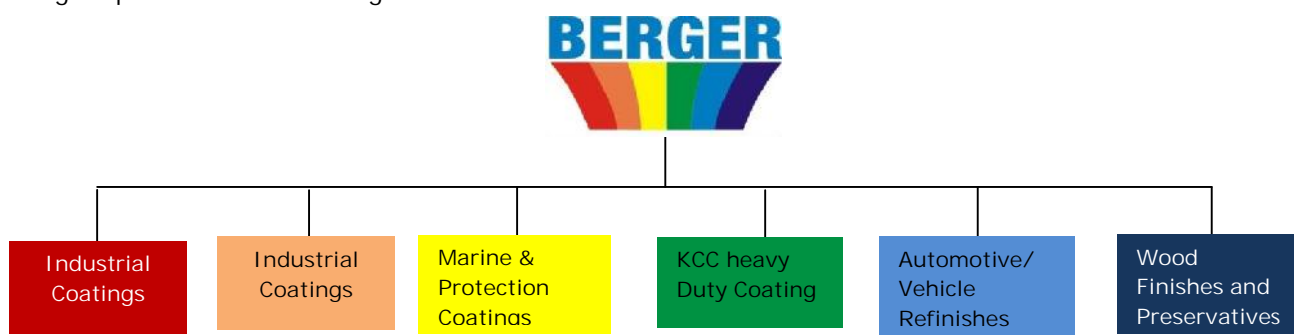 BERGER
Industrial
Coatings
Industrial
Coatings
Marine &
Protection
Coatings
KCC heavy
Duty Coating
Automotive/
Vehicle
Refinishes
Wood
Finishes and
Preservatives